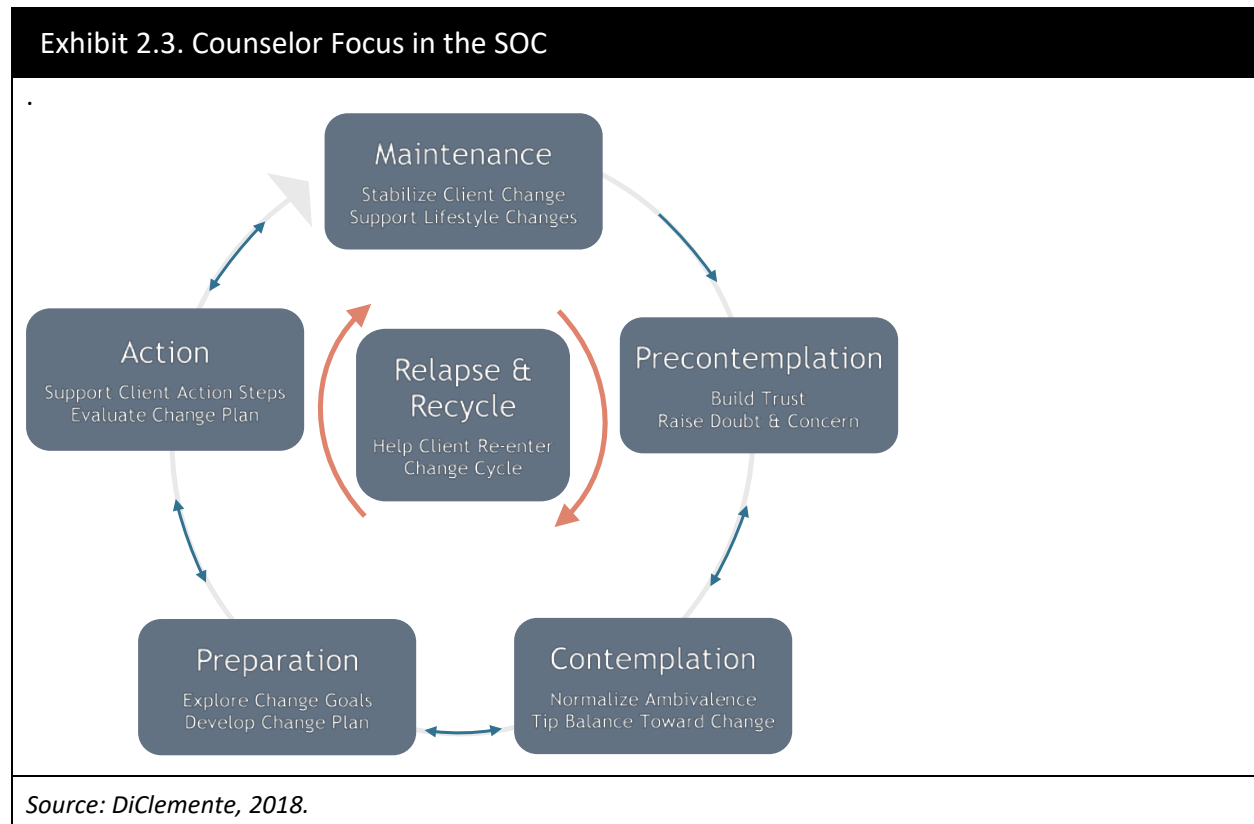 Exhibit 2.3. Counselor Focus in the SOC
.
Maintenance
Stabilize Client Change
Support Lifestyle Changes
Precontemplation
Build Trust
Raise Doubt & Concern
Contemplation
Normalize Ambivalence
Tip Balance Toward Change
Preparation
Explore Change Goals
Develop Change Plan
Action
Support Client Action Steps
Evaluate Change Plan
Relapse &
Recycle
Help Client Re-enter
Change Cycle
Source: DiClemente, 2018.